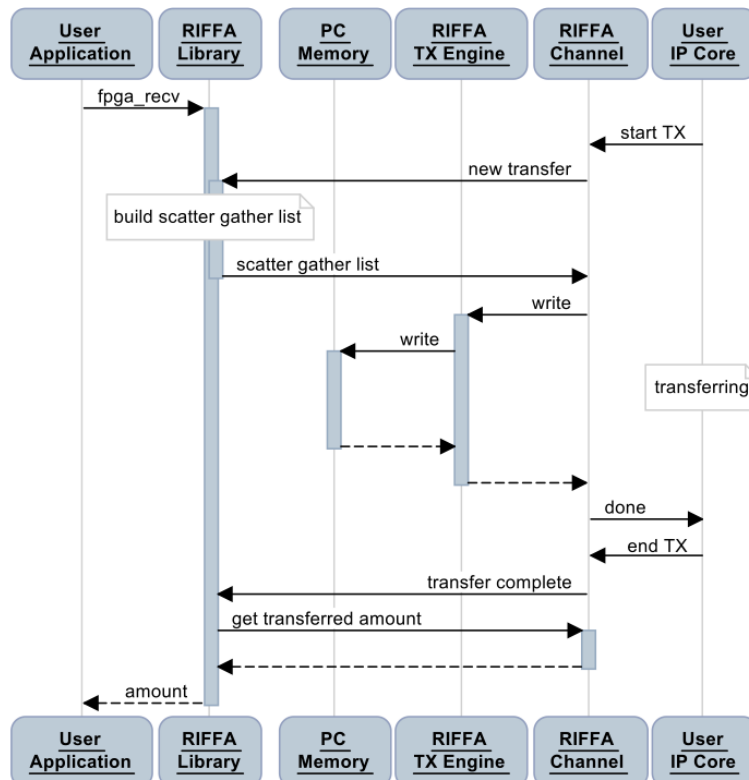 User
Application
RIFFA
Library
PC
Memory
RIFFA
TX Engine
RIFFA
Channel
User
IP Core
fpga_recv
start TX
new transfer
build scatter gather list
scatter gather list
write
write
transferring
done
end TX
transfer complete
get transferred amount
amount
User
Application
RIFFA
Library
PC
Memory
RIFFA
TX Engine
RIFFA
Channel
User
IP Core